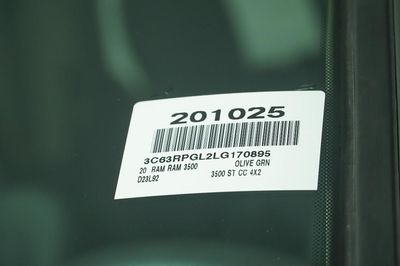 201025
3C63RPGL2LG170895
20 RAM RAM 3500 OLIVE GRN
D23L92 3500 ST CC 4X2